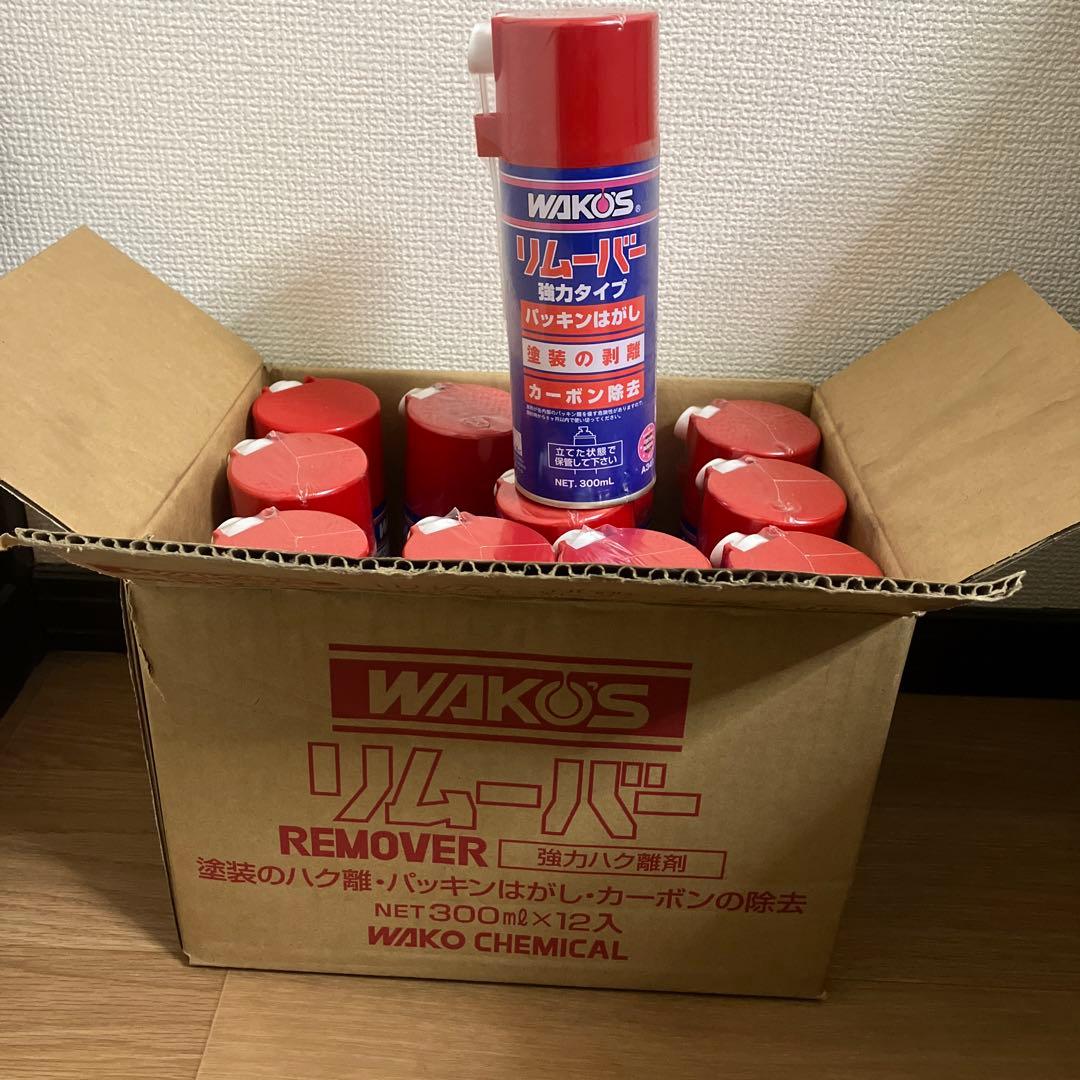 WAKO'S®
リムーバー
強力タイプ
パッキンはがし
塗装の剥離
カーボン除去
立てた状態で
保管して下さい
NET. 300mL
WAKO'S
リムーバー
REMOVER 強力ハク離剤
塗装のハク離・パッキンはがし・カーボンの除去
NET 300ml×12入
WAKO CHEMICAL